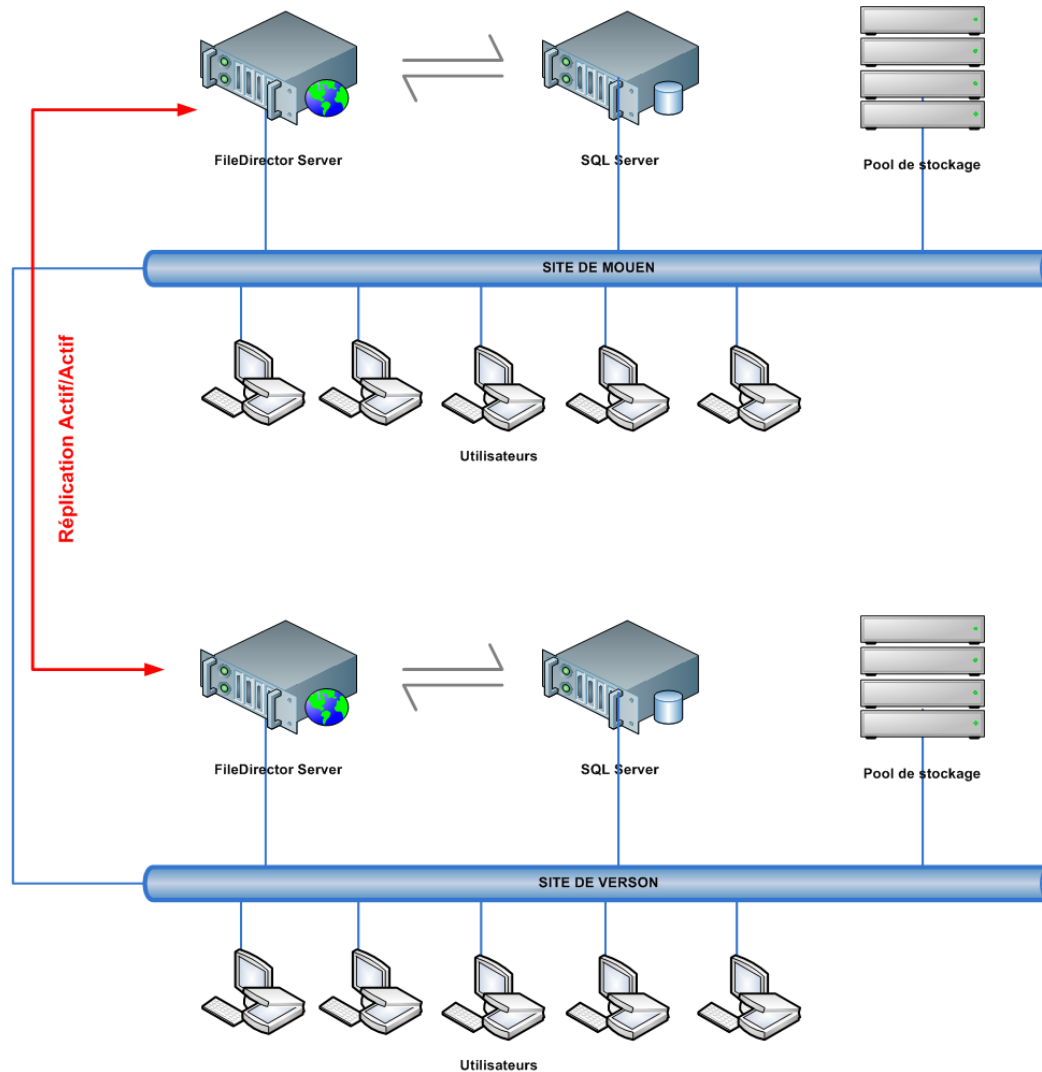 FileDirector Server
SQL Server
Pool de stockage
SITE DE MOUEN
Utilisateurs
Réplication Actif/Actif
FileDirector Server
SQL Server
Pool de stockage
SITE DE VERSON
Utilisateurs